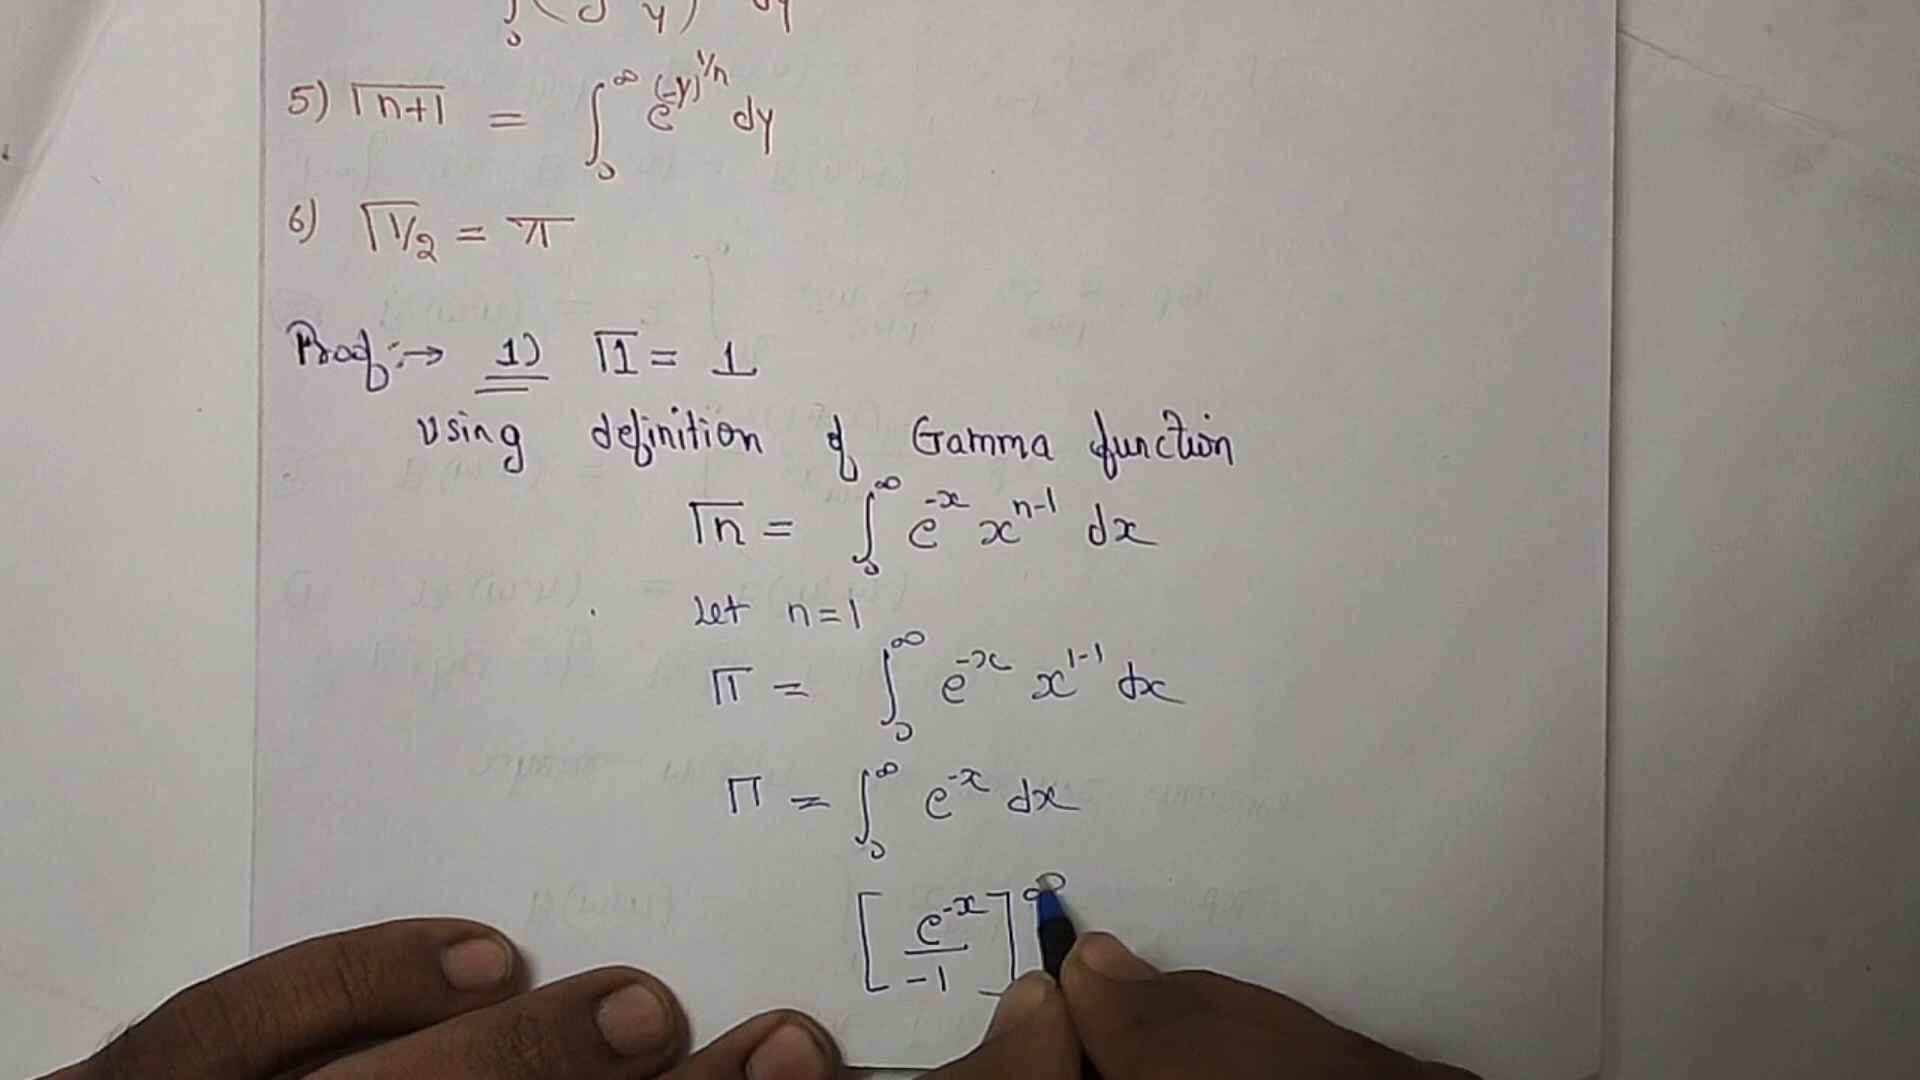 5) Γn+1 = ∫₀^∞ e^(-y)^1/n dy
6) Γ1/2 = π
Proof:→ 1) Γ1 = 1
Using definition of Gamma function
Γn = ∫₀^∞ e^-x x^n-1 dx
Let n=1
Γ1 = ∫₀^∞ e^-x x^1-1 dx
Γ1 = ∫₀^∞ e^-x dx
[e^-x / -1]^∞